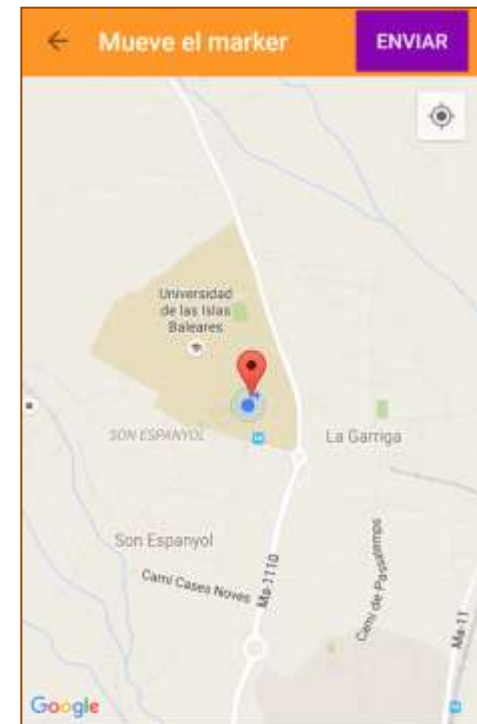 Mueve el marker
ENVIAR
Universidad
de las Islas
Baleares
SON ESPANYOL
La Garriga
Son Espanyol
Camí Cases Noves
Ma-1110
Camí de Passatemps
Ma-11
Google